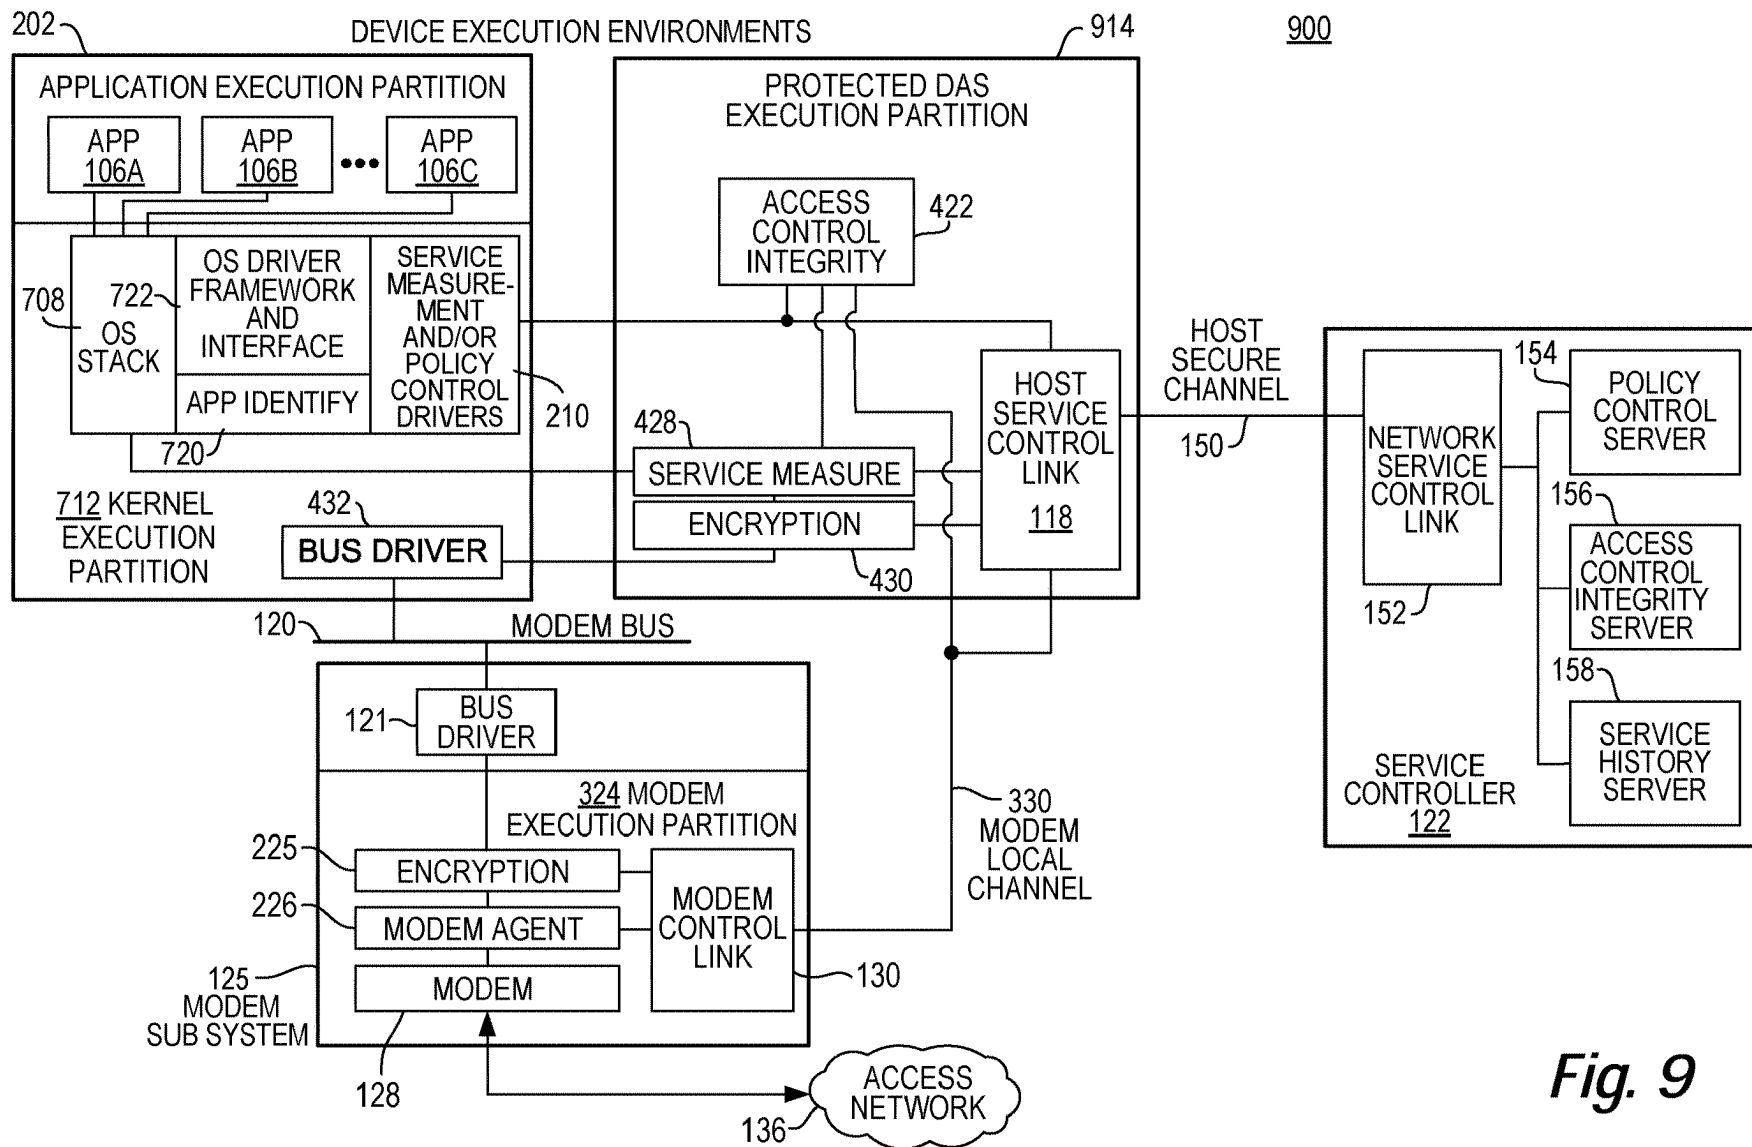 202
DEVICE EXECUTION ENVIRONMENTS
914
900
APPLICATION EXECUTION PARTITION
APP
106A
APP
106B
•••
APP
106C
708
OS
STACK
722
OS DRIVER
FRAMEWORK
AND
INTERFACE
APP IDENTIFY
720
SERVICE
MEASURE-
MENT
AND/OR
POLICY
CONTROL
DRIVERS
210
712 KERNEL
EXECUTION
PARTITION
432
BUS DRIVER
PROTECTED DAS
EXECUTION PARTITION
ACCESS
CONTROL
INTEGRITY
422
428
SERVICE MEASURE
ENCRYPTION
430
HOST
SERVICE
CONTROL
LINK
118
HOST
SECURE
CHANNEL
150
NETWORK
SERVICE
CONTROL
LINK
152
154
POLICY
CONTROL
SERVER
156
ACCESS
CONTROL
INTEGRITY
SERVER
158
SERVICE
HISTORY
SERVER
SERVICE
CONTROLLER
122
120
MODEM BUS
121
BUS
DRIVER
324 MODEM
EXECUTION PARTITION
225
ENCRYPTION
226
MODEM AGENT
MODEM
128
MODEM
CONTROL
LINK
130
125
MODEM
SUB SYSTEM
330
MODEM
LOCAL
CHANNEL
ACCESS
NETWORK
136
Fig. 9